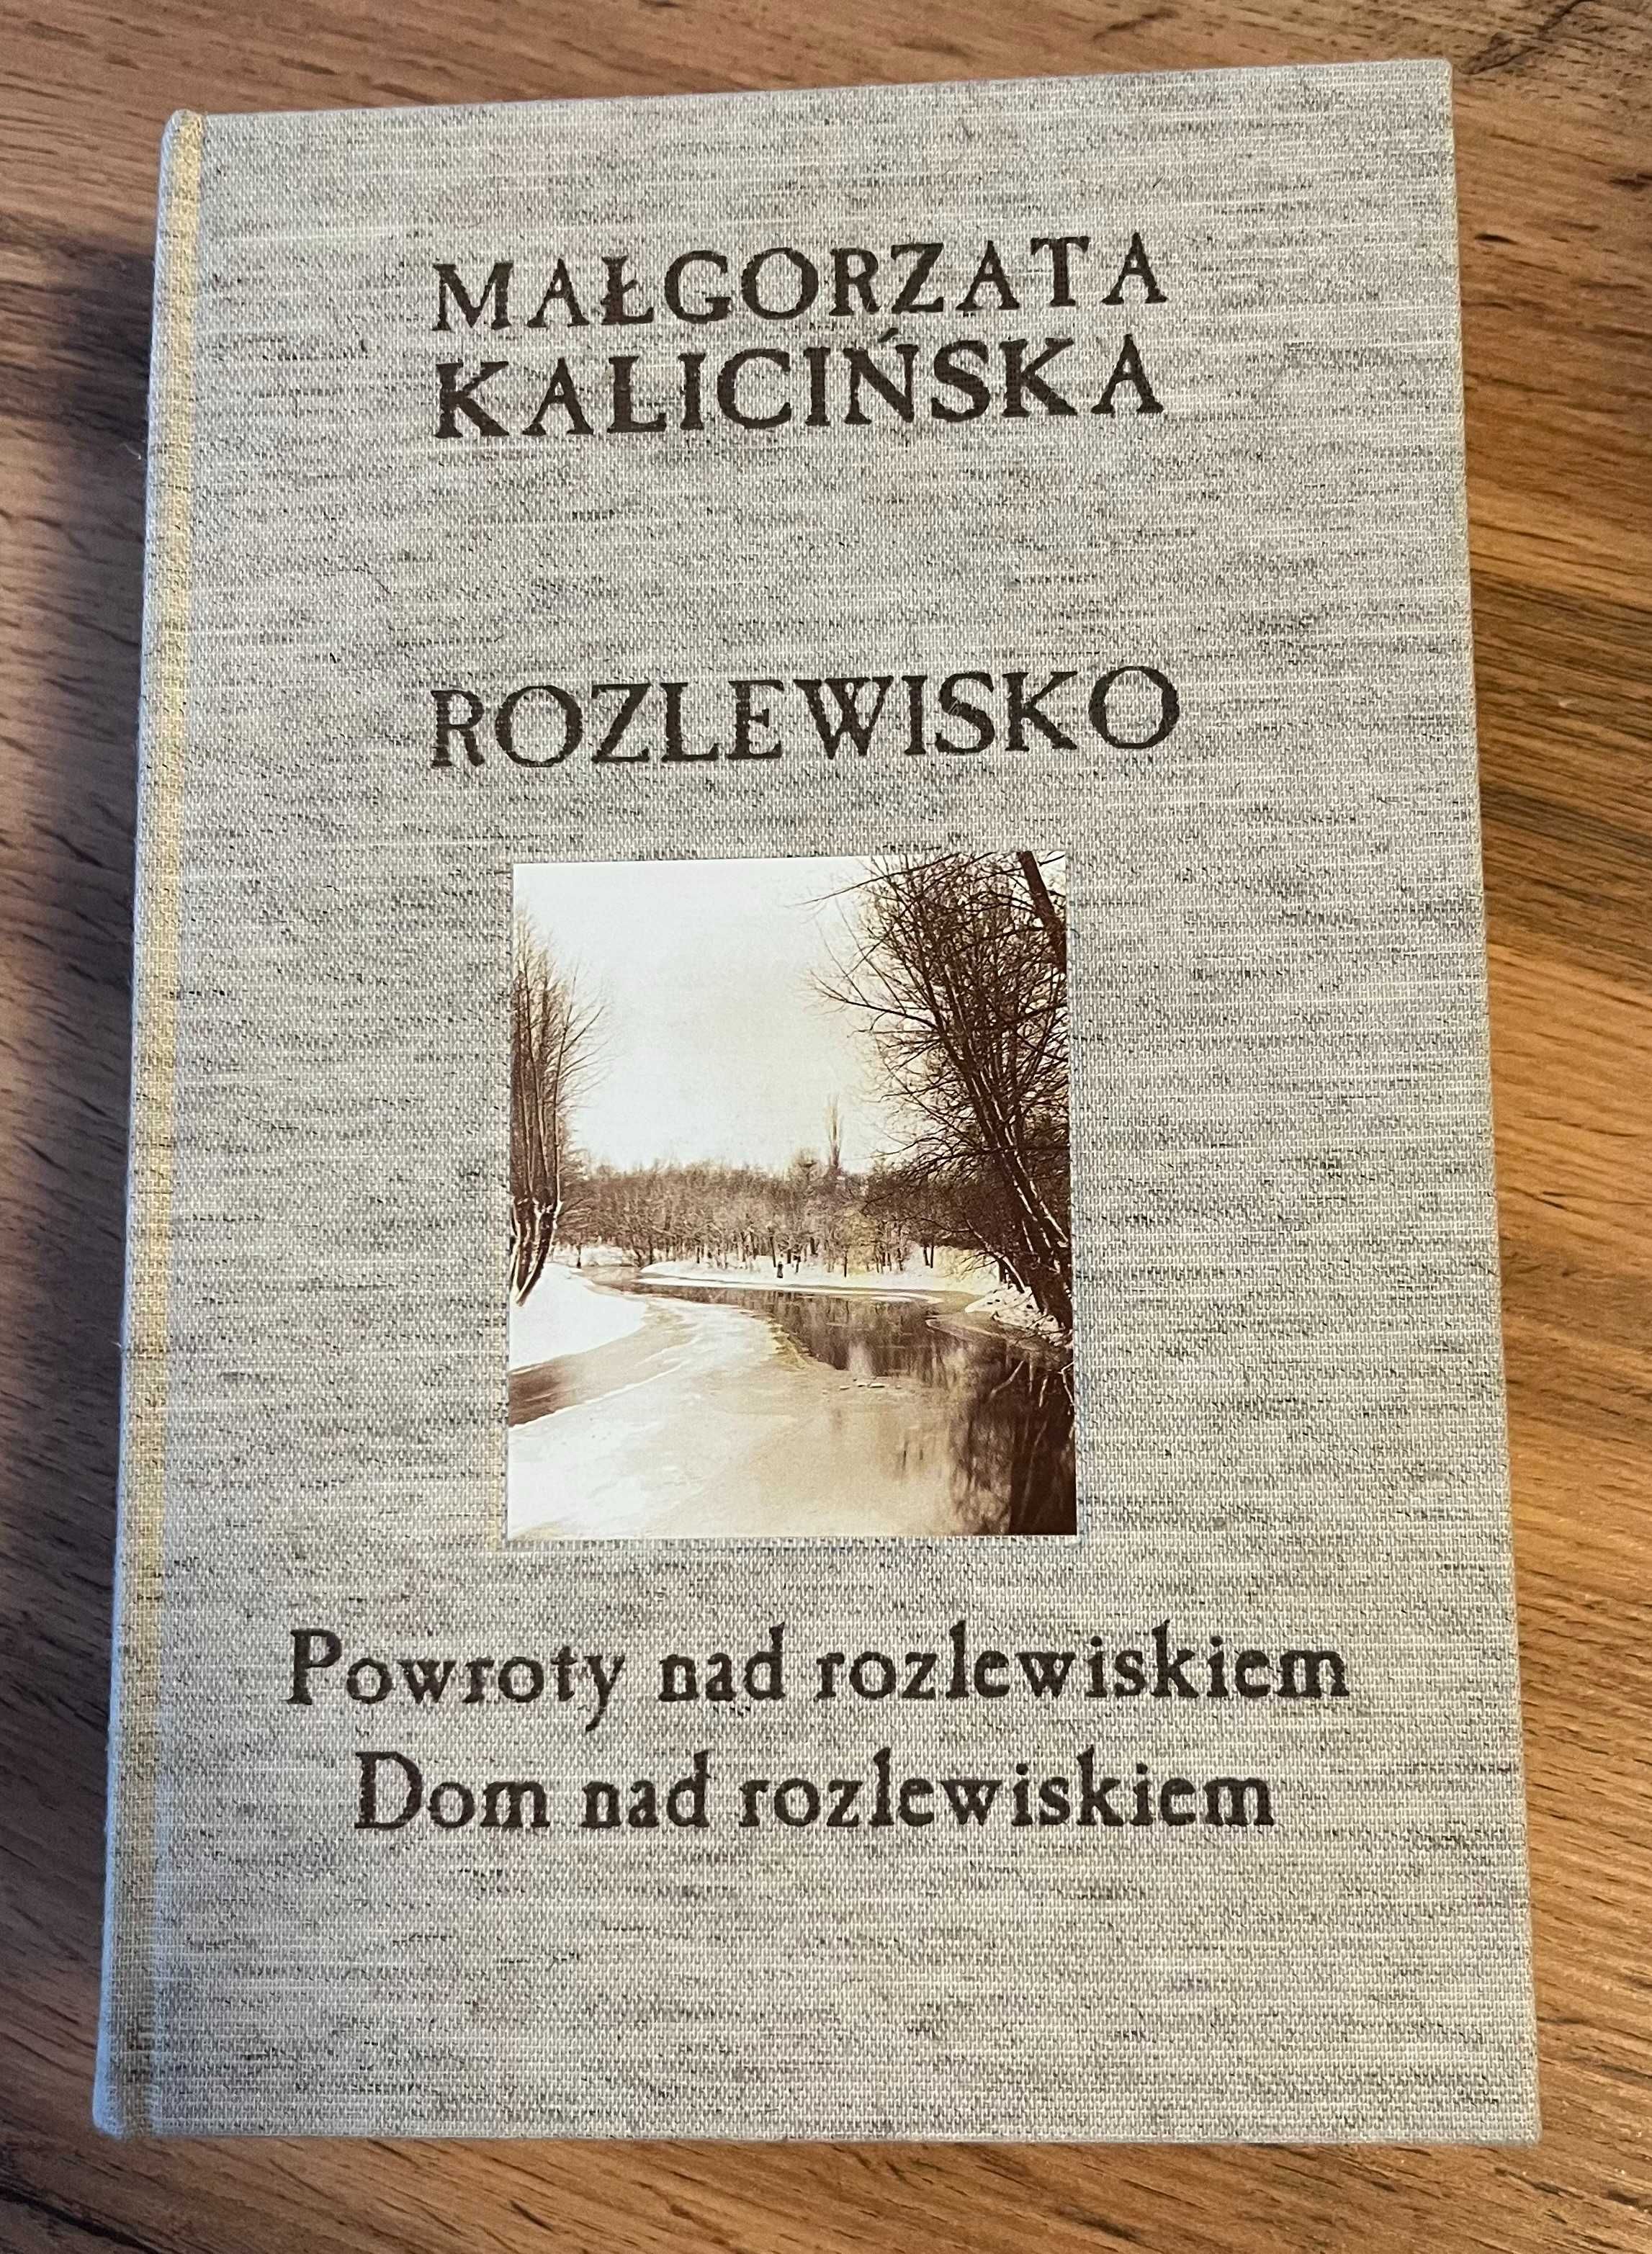 MAŁGORZATA
KALICIŃSKA
ROZLEWISKO
Powroty nad rozlewiskiem
Dom nad rozlewiskiem